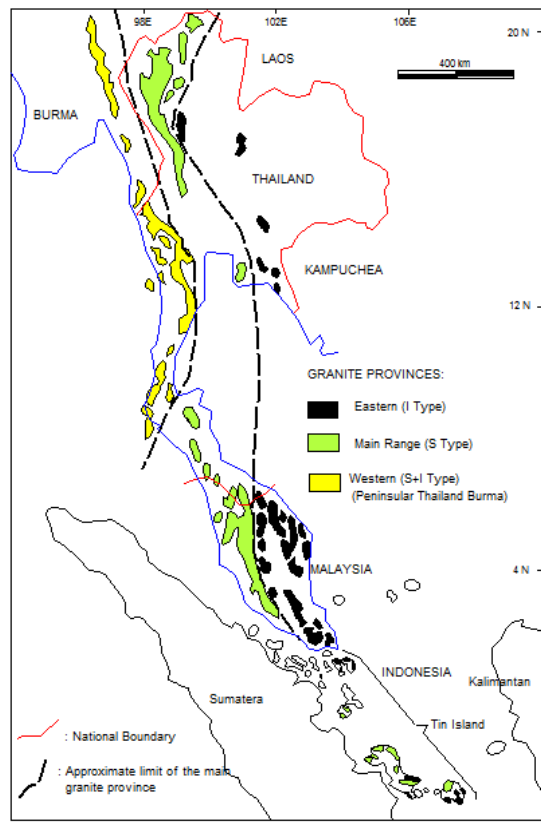 98E 102E 106E
20 N
LAOS
400 km
BURMA
THAILAND
KAMPUCHEA
12 N
GRANITE PROVINCES:
Eastern (I Type)
Main Range (S Type)
Western (S+I Type)
(Peninsular Thailand Burma)
MALAYSIA
4 N
INDONESIA
Kalimantan
Sumatera
Tin Island
: National Boundary
: Approximate limit of the main
granite province